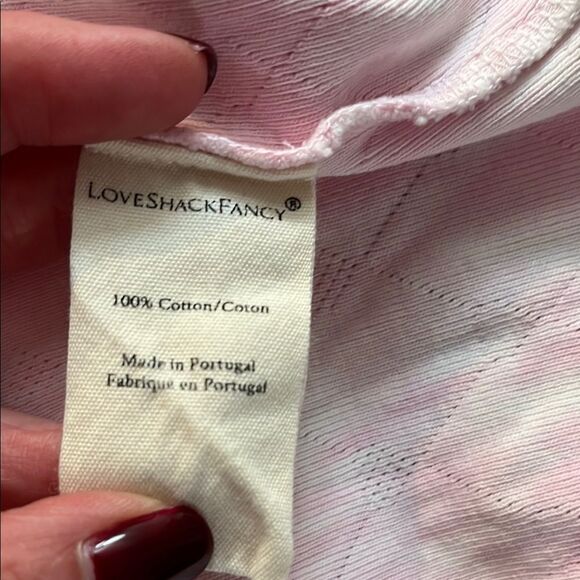 LOVESHACKFANCY®
100% Cotton/Coton
Made in Portugal
Fabrique en Portugal